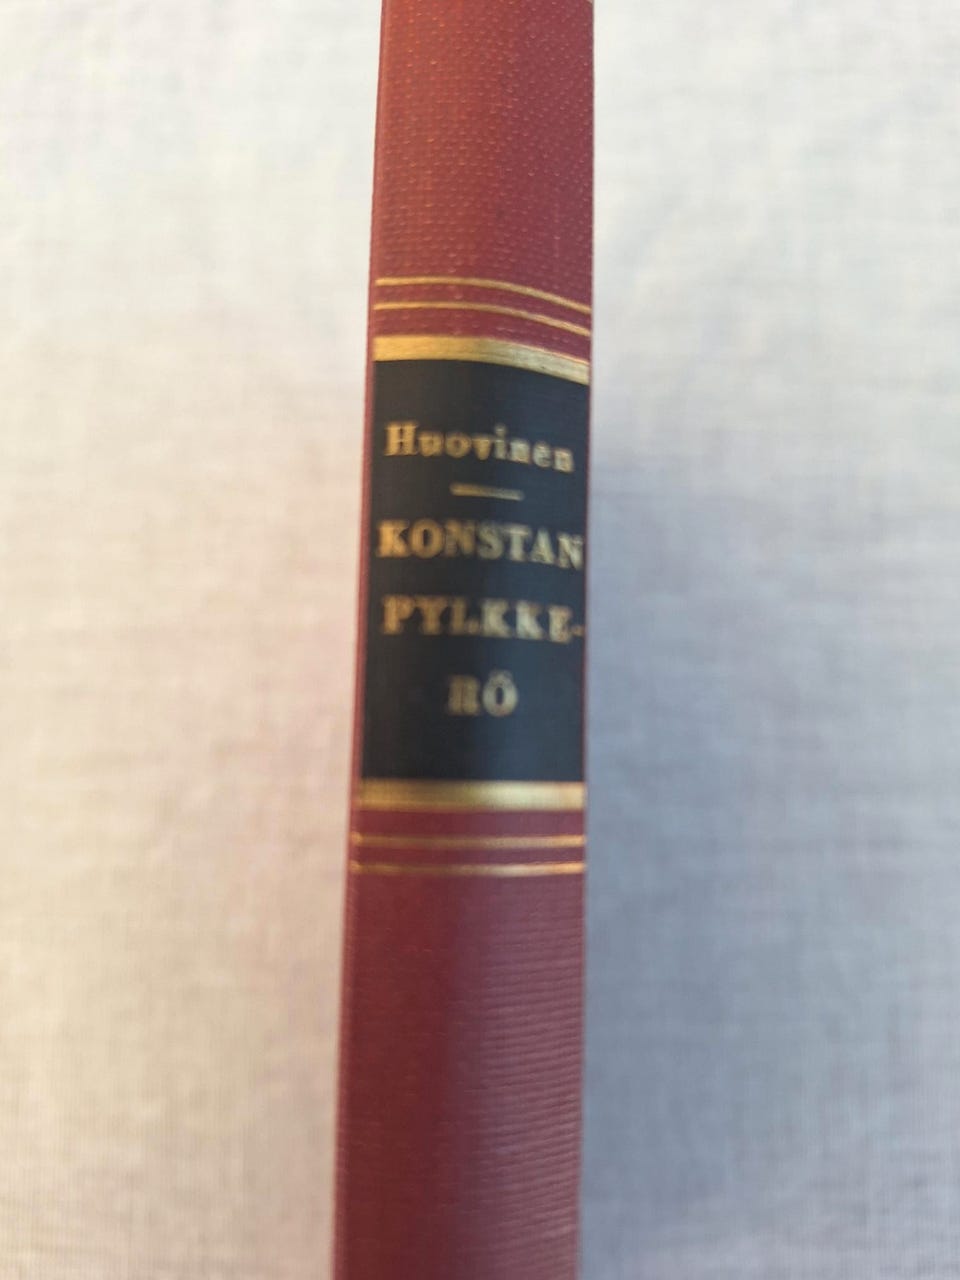 Huovinen
KONSTAN
PYLKKE-
RÖ